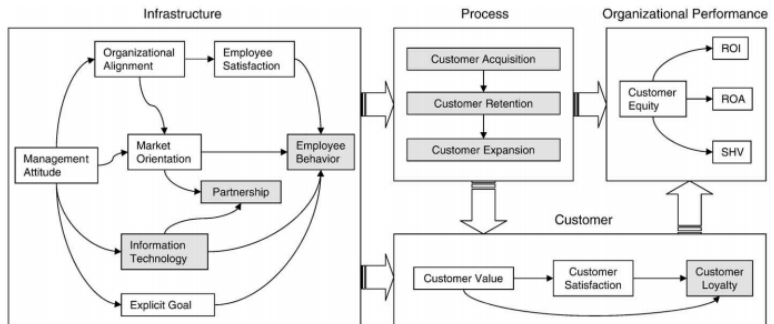 Infrastructure
Process
Organizational Performance
Organizational
Alignment
Employee
Satisfaction
Management
Attitude
Market
Orientation
Employee
Behavior
Partnership
Information
Technology
Explicit Goal
Customer Acquisition
Customer Retention
Customer Expansion
Customer
Equity
ROI
ROA
SHV
Customer
Customer Value
Customer
Satisfaction
Customer
Loyalty